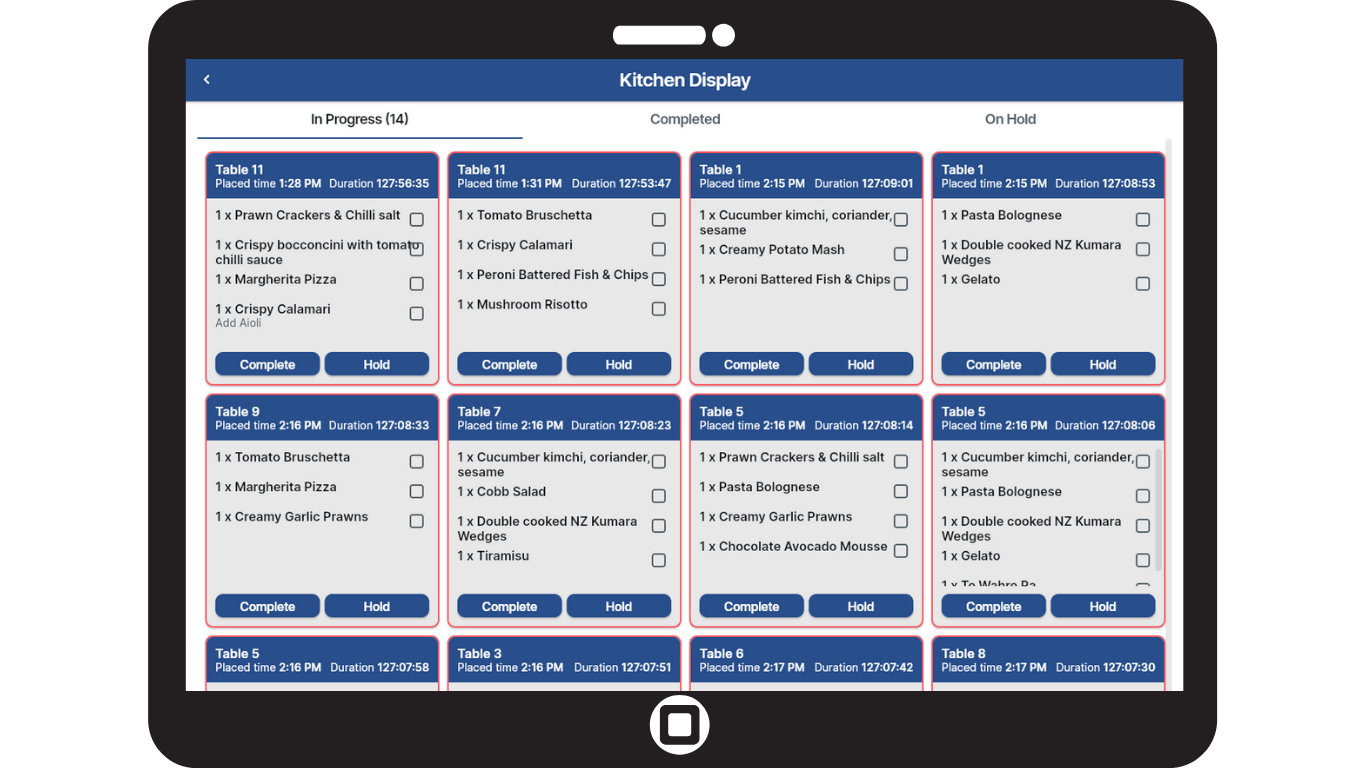 Kitchen Display
In Progress (14)
Completed
On Hold
Table 11
Placed time 1:28 PM Duration 127:56:35
1 x Prawn Crackers & Chilli salt
1 x Crispy bocconcini with tomato
chilli sauce
1 x Margherita Pizza
1 x Crispy Calamari
Add Aioli
Complete
Hold
Table 11
Placed time 1:31 PM Duration 127:53:47
1 x Tomato Bruschetta
1 x Crispy Calamari
1 x Peroni Battered Fish & Chips
1 x Mushroom Risotto
Complete
Hold
Table 1
Placed time 2:15 PM Duration 127:09:01
1 x Cucumber kimchi, coriander,
sesame
1 x Creamy Potato Mash
1 x Peroni Battered Fish & Chips
Complete
Hold
Table 1
Placed time 2:15 PM Duration 127:08:53
1 x Pasta Bolognese
1 x Double cooked NZ Kumara
Wedges
1 x Gelato
Complete
Hold
Table 9
Placed time 2:16 PM Duration 127:08:33
1 x Tomato Bruschetta
1 x Margherita Pizza
1 x Creamy Garlic Prawns
Complete
Hold
Table 7
Placed time 2:16 PM Duration 127:08:23
1 x Cucumber kimchi, coriander,
sesame
1 x Cobb Salad
1 x Double cooked NZ Kumara
Wedges
1 x Tiramisu
Complete
Hold
Table 5
Placed time 2:16 PM Duration 127:08:14
1 x Prawn Crackers & Chilli salt
1 x Pasta Bolognese
1 x Creamy Garlic Prawns
1 x Chocolate Avocado Mousse
Complete
Hold
Table 5
Placed time 2:16 PM Duration 127:08:06
1 x Cucumber kimchi, coriander,
sesame
1 x Pasta Bolognese
1 x Double cooked NZ Kumara
Wedges
1 x Gelato
1 x Te
Complete
Hold
Table 5
Placed time 2:16 PM Duration 127:07:58
Table 3
Placed time 2:16 PM Duration 127:07:51
Table 6
Placed time 2:17 PM Duration 127:07:42
Table 8
Placed time 2:17 PM Duration 127:07:30